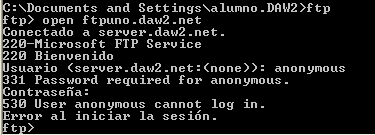 C:\Documents and Settings\alumno.DAW2>ftp
ftp> open ftpuno.daw2.net
Conectado a server.daw2.net.
220-Microsoft FTP Service
220 Bienvenido
Usuario (server.daw2.net:(none)): anonymous
331 Password required for anonymous.
Contraseña:
530 User anonymous cannot log in.
Error al iniciar la sesión.
ftp>